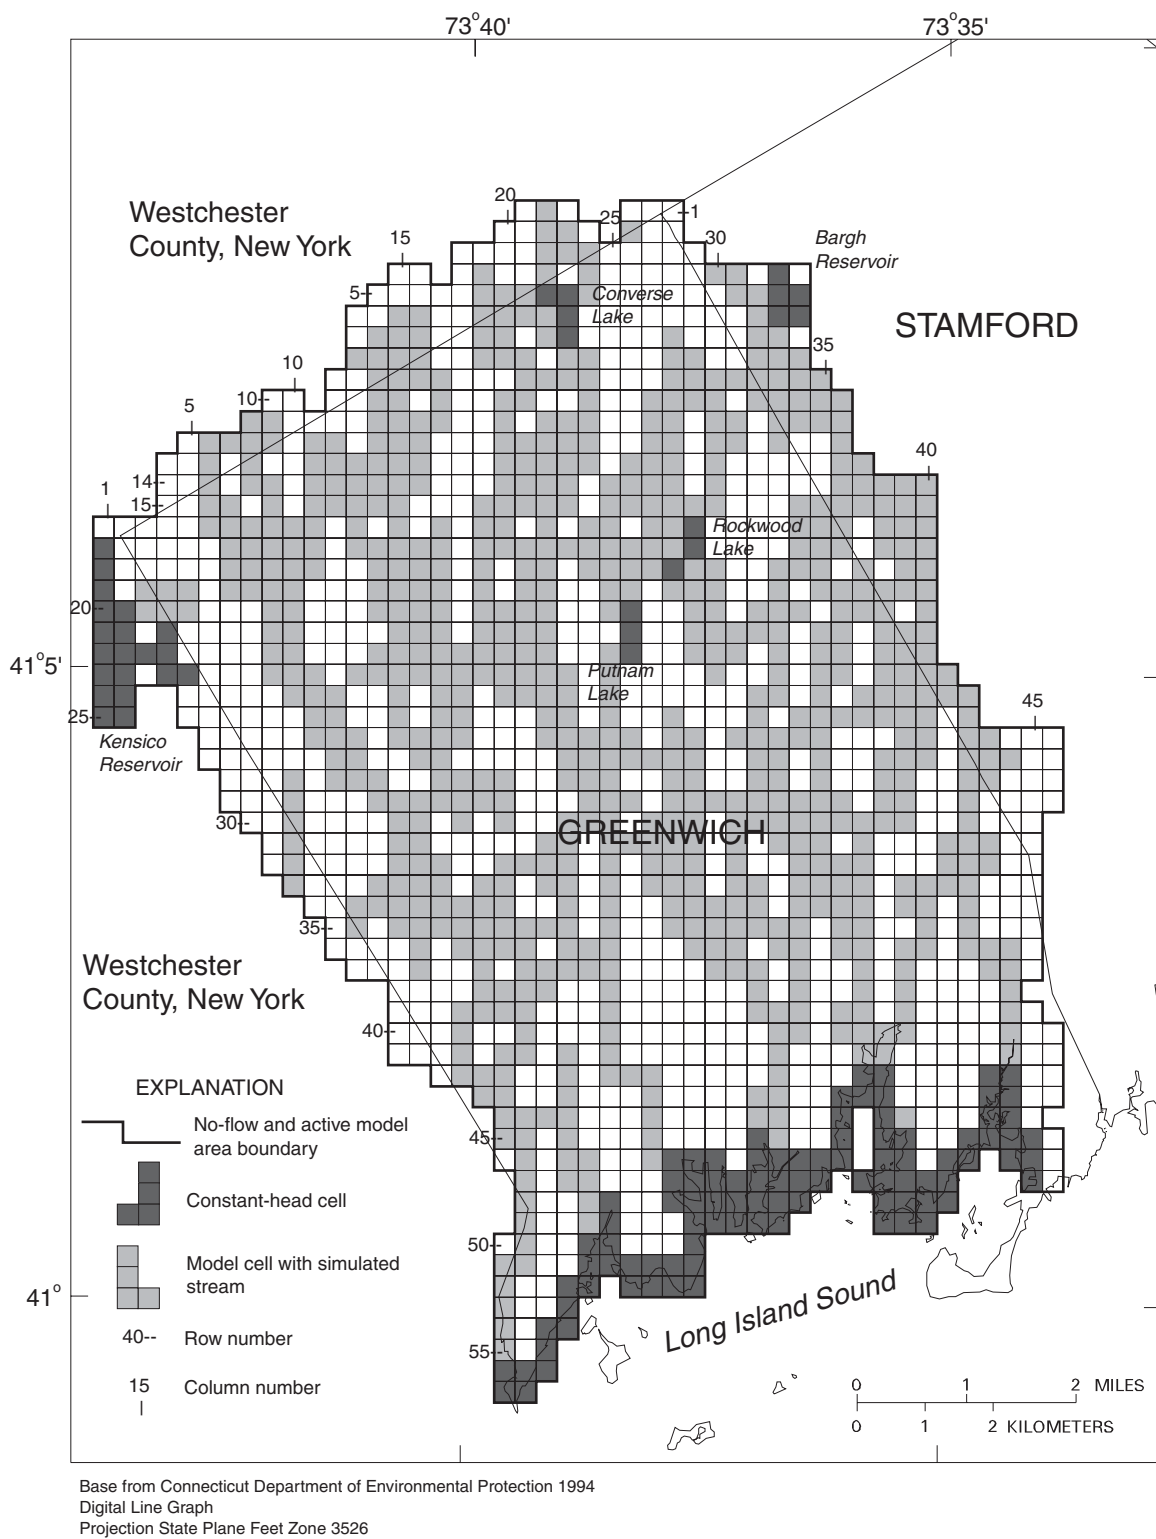 73°40'
73°35'
20
25
--1
Westchester
County, New York
15
30
Bargh
Reservoir
5--
Converse
Lake
STAMFORD
35
10
10--
5
40
14--
1
15--
Rockwood
Lake
20--
41°5'
Putnam
Lake
25--
45
Kensico
Reservoir
30--
GREENWICH
35--
Westchester
County, New York
40--
EXPLANATION
No-flow and active model
area boundary
45--
Constant-head cell
50--
Model cell with simulated
stream
41°
Long Island Sound
40-- Row number
55--
15 Column number
0 1 2 MILES
0 1 2 KILOMETERS
Base from Connecticut Department of Environmental Protection 1994
Digital Line Graph
Projection State Plane Feet Zone 3526